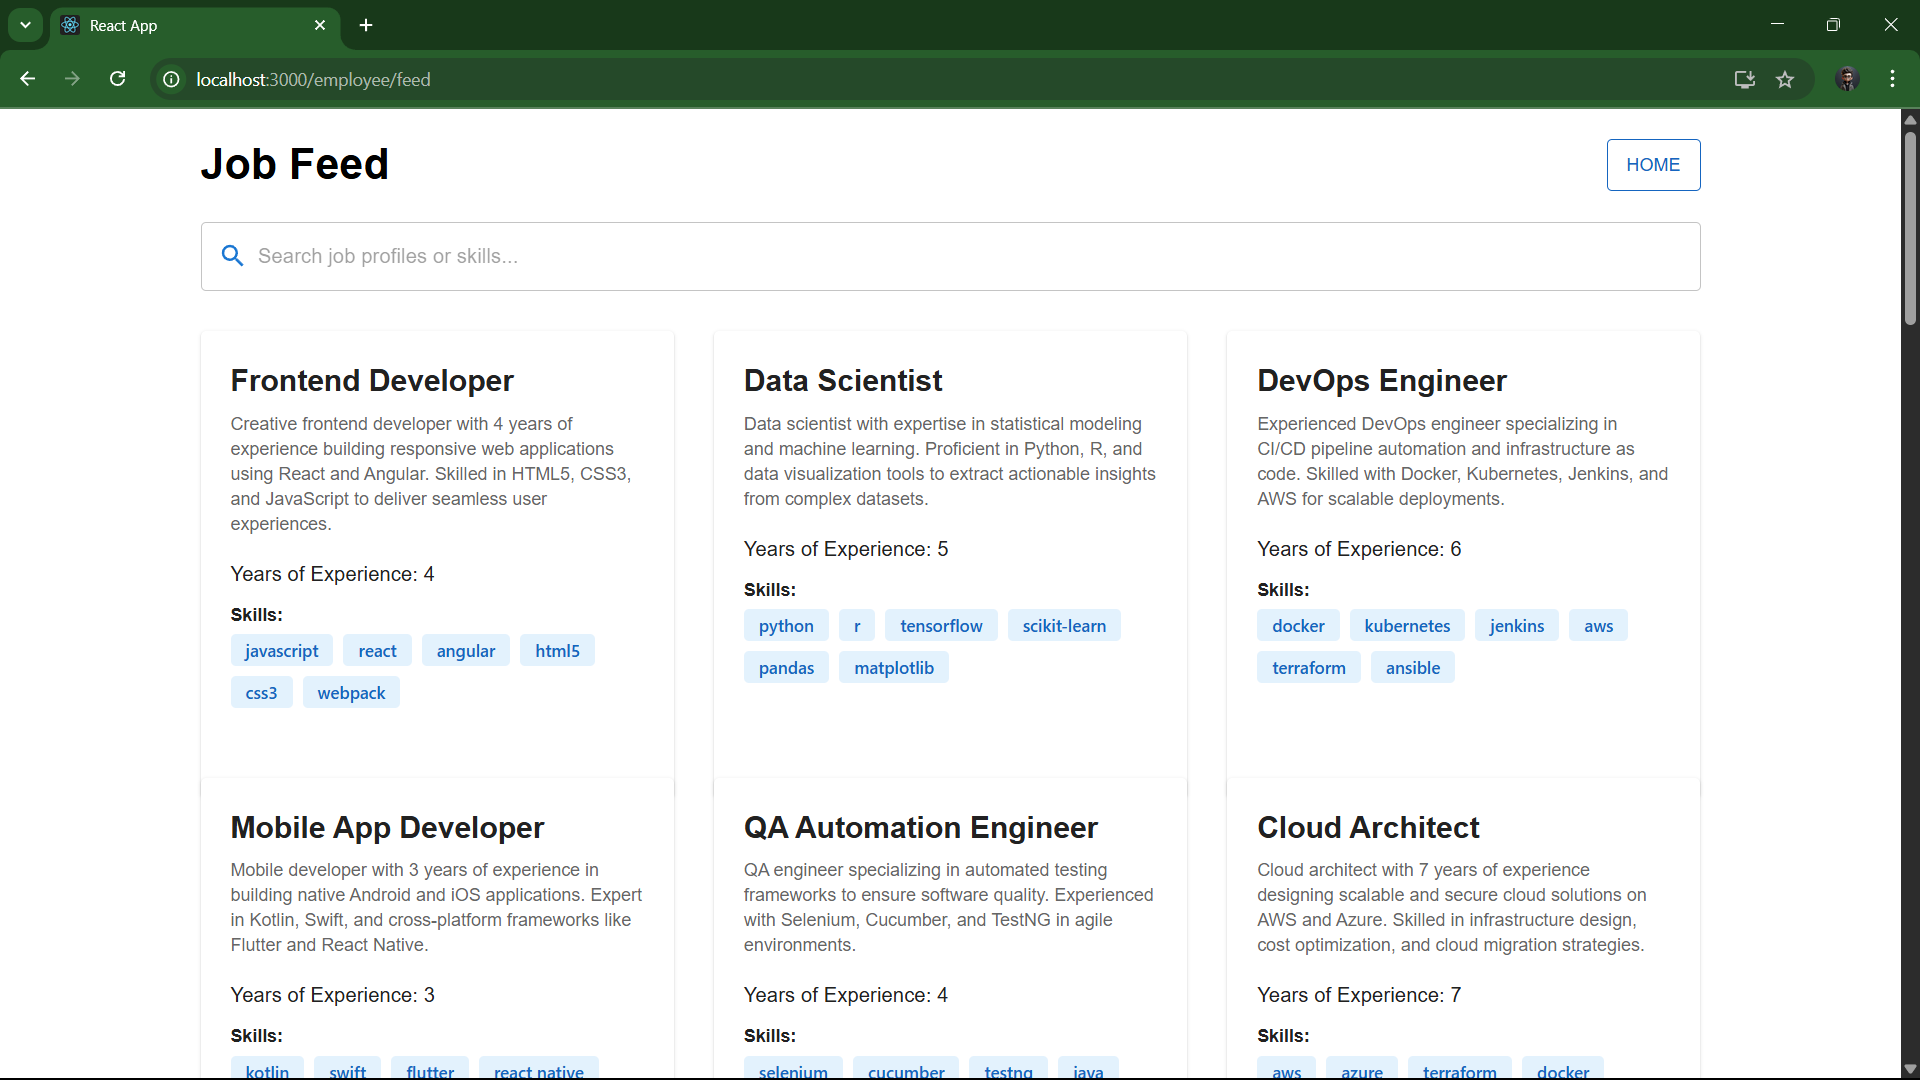 React App
localhost:3000/employee/feed
Job Feed
HOME
Search job profiles or skills...
Frontend Developer
Creative frontend developer with 4 years of
experience building responsive web applications
using React and Angular. Skilled in HTML5, CSS3,
and JavaScript to deliver seamless user
experiences.
Years of Experience: 4
Skills:
javascript react angular html5
css3 webpack
Data Scientist
Data scientist with expertise in statistical modeling
and machine learning. Proficient in Python, R, and
data visualization tools to extract actionable insights
from complex datasets.
Years of Experience: 5
Skills:
python r tensorflow scikit-learn
pandas matplotlib
DevOps Engineer
Experienced DevOps engineer specializing in
CI/CD pipeline automation and infrastructure as
code. Skilled with Docker, Kubernetes, Jenkins, and
AWS for scalable deployments.
Years of Experience: 6
Skills:
docker kubernetes jenkins aws
terraform ansible
Mobile App Developer
Mobile developer with 3 years of experience in
building native Android and iOS applications. Expert
in Kotlin, Swift, and cross-platform frameworks like
Flutter and React Native.
Years of Experience: 3
Skills:
kotlin swift flutter react native
QA Automation Engineer
QA engineer specializing in automated testing
frameworks to ensure software quality. Experienced
with Selenium, Cucumber, and TestNG in agile
environments.
Years of Experience: 4
Skills:
selenium cucumber testng java
Cloud Architect
Cloud architect with 7 years of experience
designing scalable and secure cloud solutions on
AWS and Azure. Skilled in infrastructure design,
cost optimization, and cloud migration strategies.
Years of Experience: 7
Skills:
aws azure terraform docker